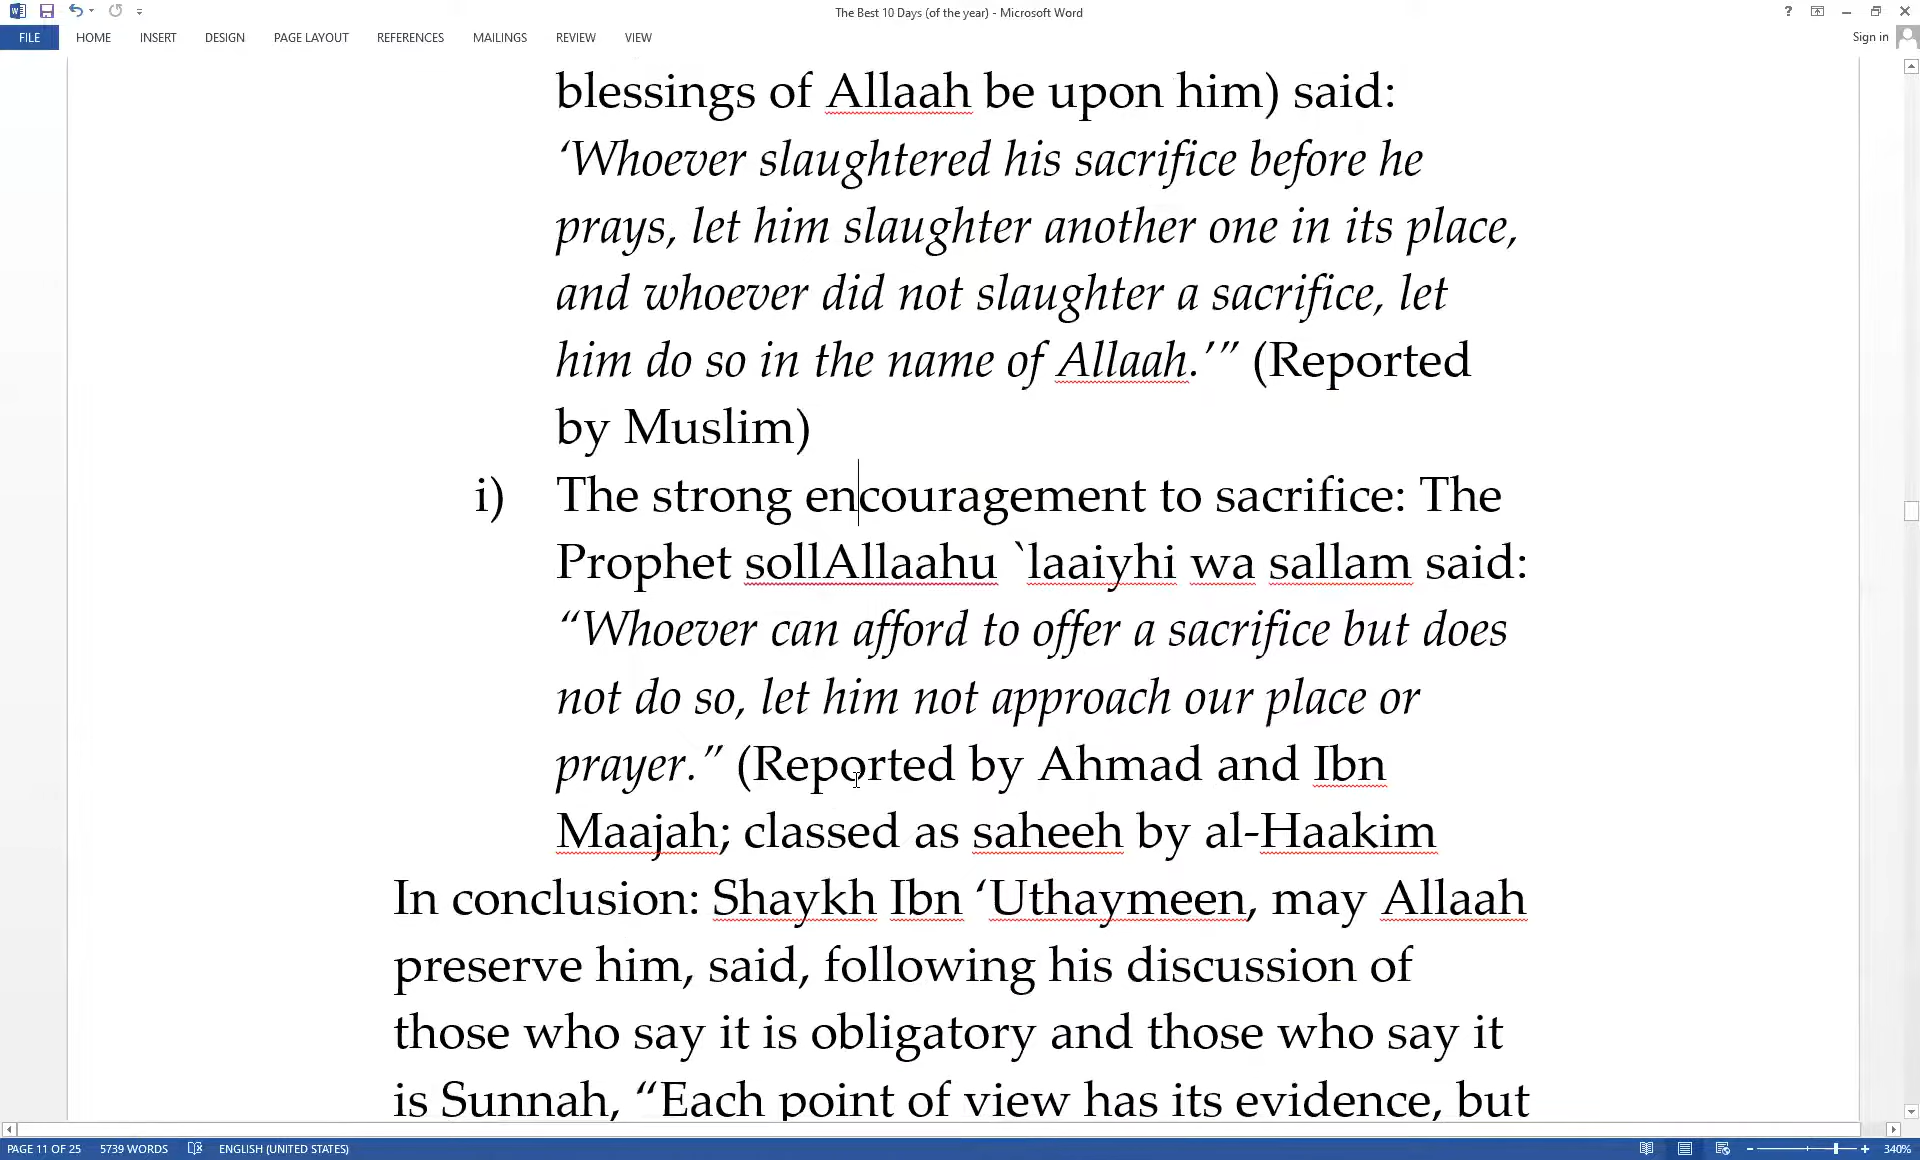 The Best 10 Days (of the year) - Microsoft Word
FILE HOME INSERT DESIGN PAGE LAYOUT REFERENCES MAILINGS REVIEW VIEW Sign in
blessings of Allaah be upon him) said:
‘Whoever slaughtered his sacrifice before he
prays, let him slaughter another one in its place,
and whoever did not slaughter a sacrifice, let
him do so in the name of Allaah.’” (Reported
by Muslim)
i) The strong encouragement to sacrifice: The
Prophet sollAllaahu `laaiyhi wa sallam said:
“Whoever can afford to offer a sacrifice but does
not do so, let him not approach our place or
prayer.” (Reported by Ahmad and Ibn
Maajah; classed as saheeh by al-Haakim
In conclusion: Shaykh Ibn ‘Uthaymeen, may Allaah
preserve him, said, following his discussion of
those who say it is obligatory and those who say it
is Sunnah, “Each point of view has its evidence, but
PAGE 11 OF 25 5739 WORDS ENGLISH (UNITED STATES) 340%